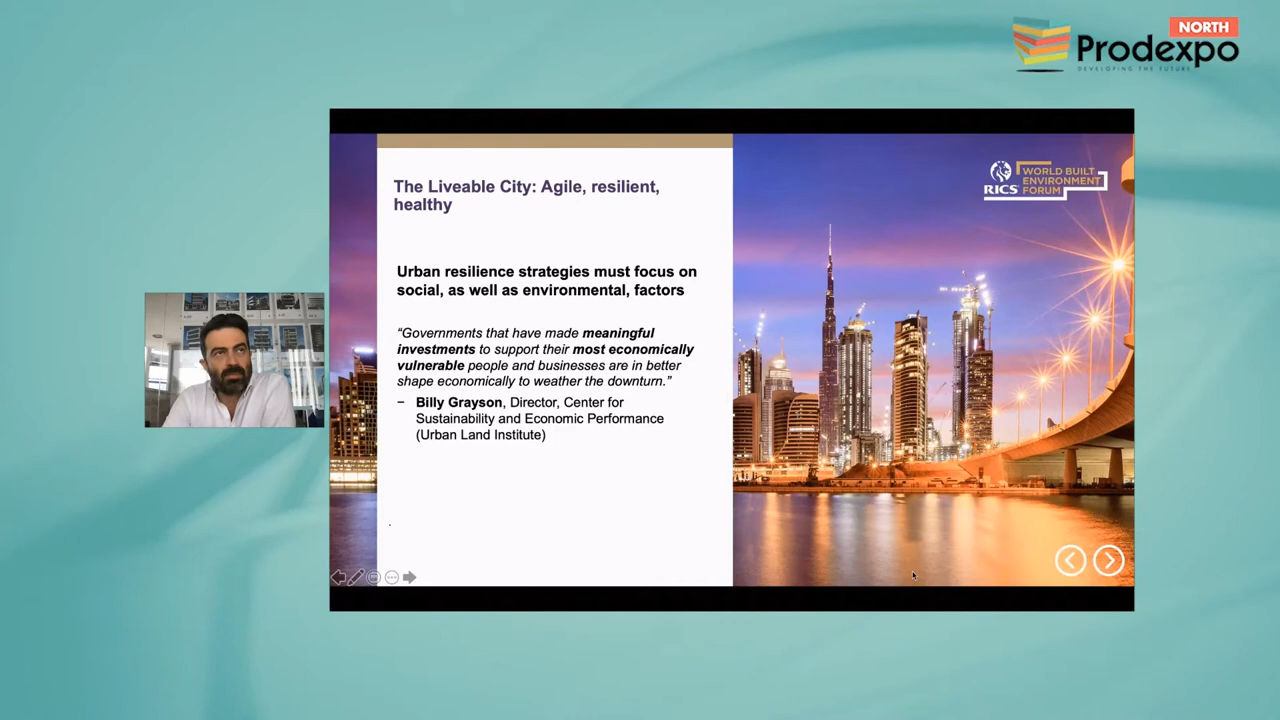 NORTH
Prodexpo
DEVELOPING THE FUTURE
The Liveable City: Agile, resilient,
healthy
RICS
WORLD BUILT
ENVIRONMENT
FORUM
Urban resilience strategies must focus on
social, as well as environmental, factors
“Governments that have made meaningful
investments to support their most economically
vulnerable people and businesses are in better
shape economically to weather the downturn.”
– Billy Grayson, Director, Center for
Sustainability and Economic Performance
(Urban Land Institute)
.